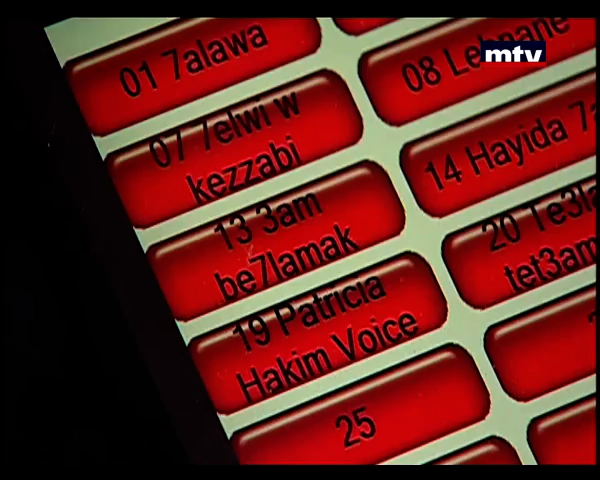 mtv
01 7alawa
08 Lebnane
07 7elwi w
kezzabi
14 Hayida
13 3am
be7lamak
20
tet3am
19 Patricia
Hakim Voice
25